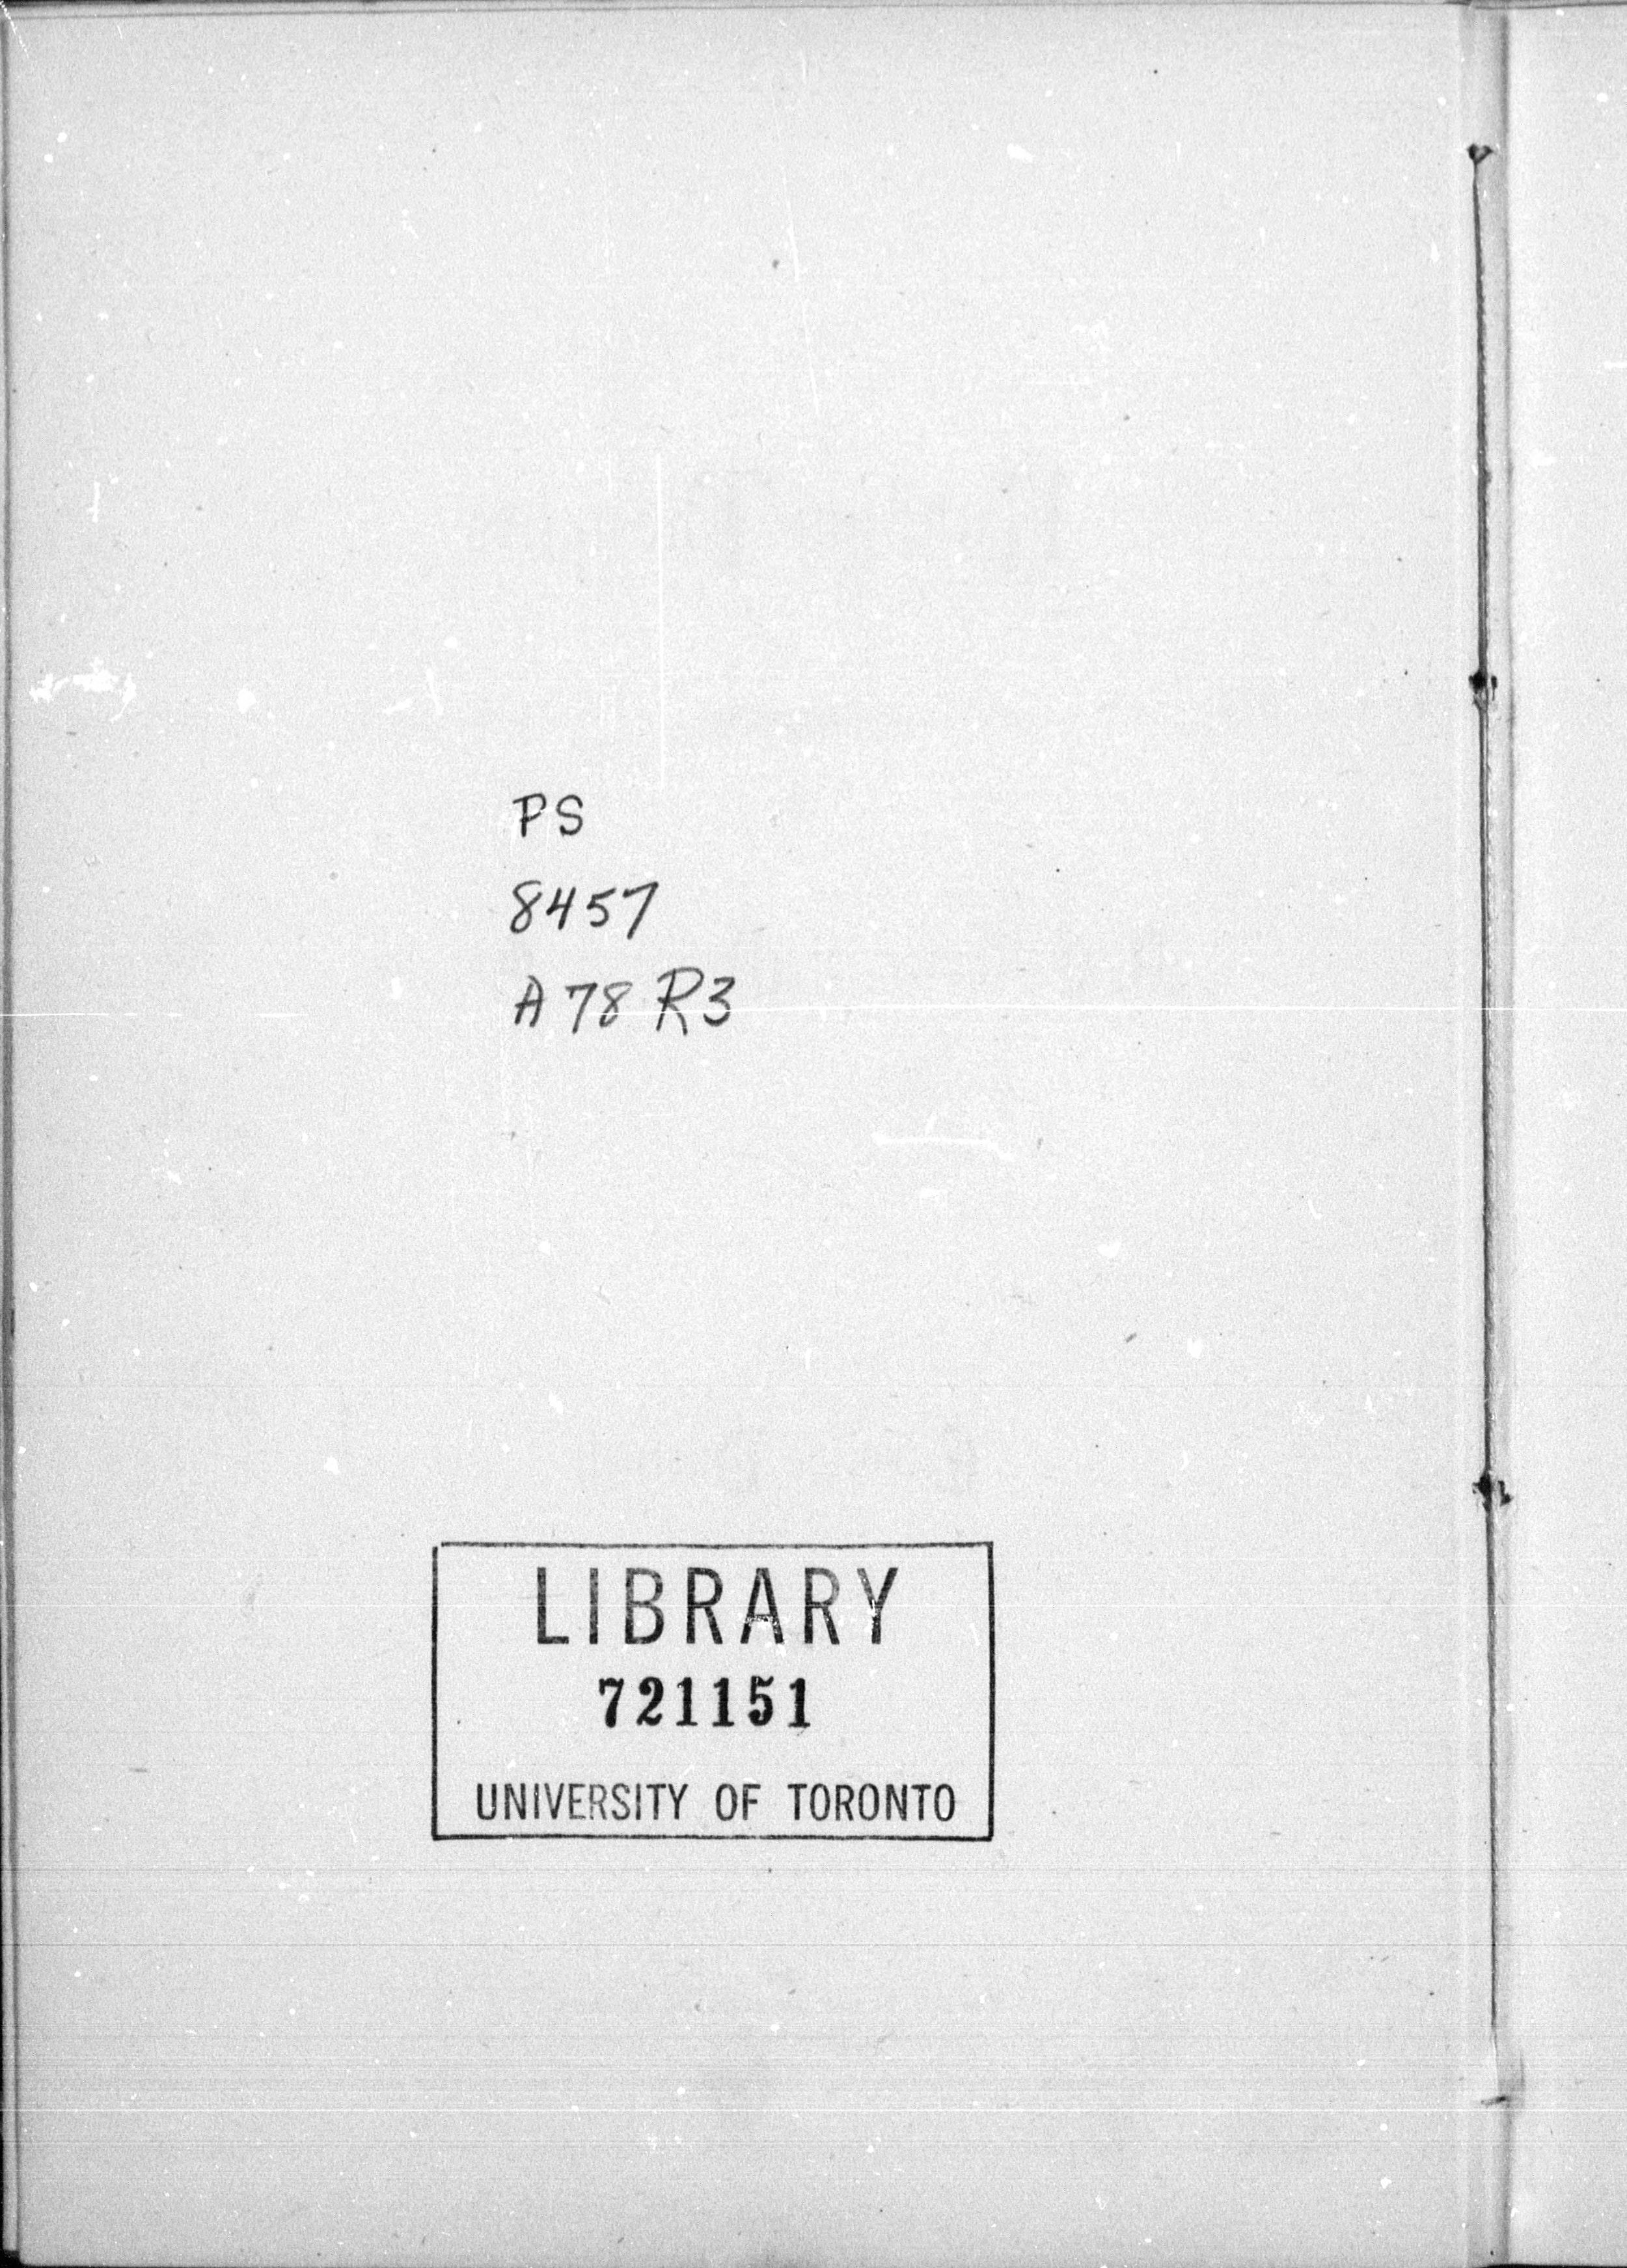 PS
8457
A78 R3
LIBRARY
721151
UNIVERSITY OF TORONTO